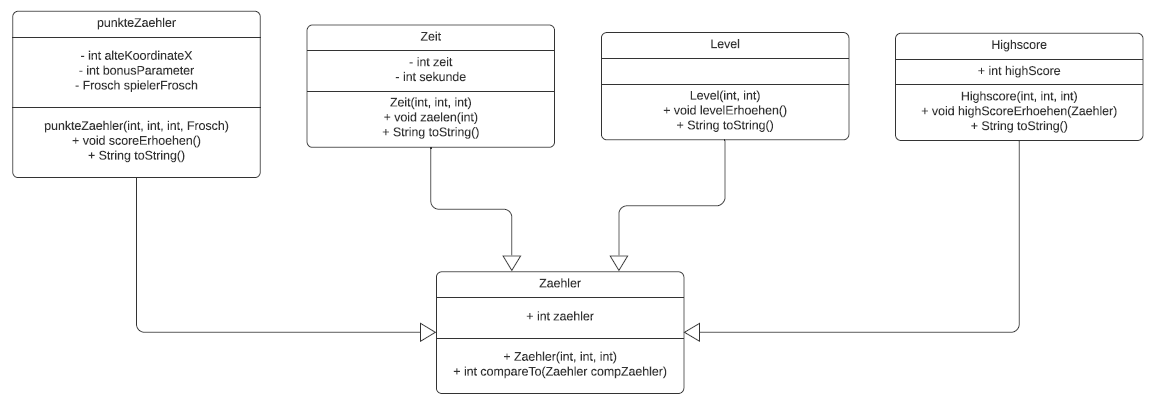 punkteZaehler
- int alteKoordinateX
- int bonusParameter
- Frosch spielerFrosch
punkteZaehler(int, int, int, Frosch)
+ void scoreErhoehen()
+ String toString()
Zeit
- int zeit
- int sekunde
Zeit(int, int, int)
+ void zaelen(int)
+ String toString()
Level
Level(int, int)
+ void levelErhoehen()
+ String toString()
Highscore
+ int highScore
Highscore(int, int, int)
+ void highScoreErhoehen(Zaehler)
+ String toString()
Zaehler
+ int zaehler
+ Zaehler(int, int, int)
+ int compareTo(Zaehler compZaehler)